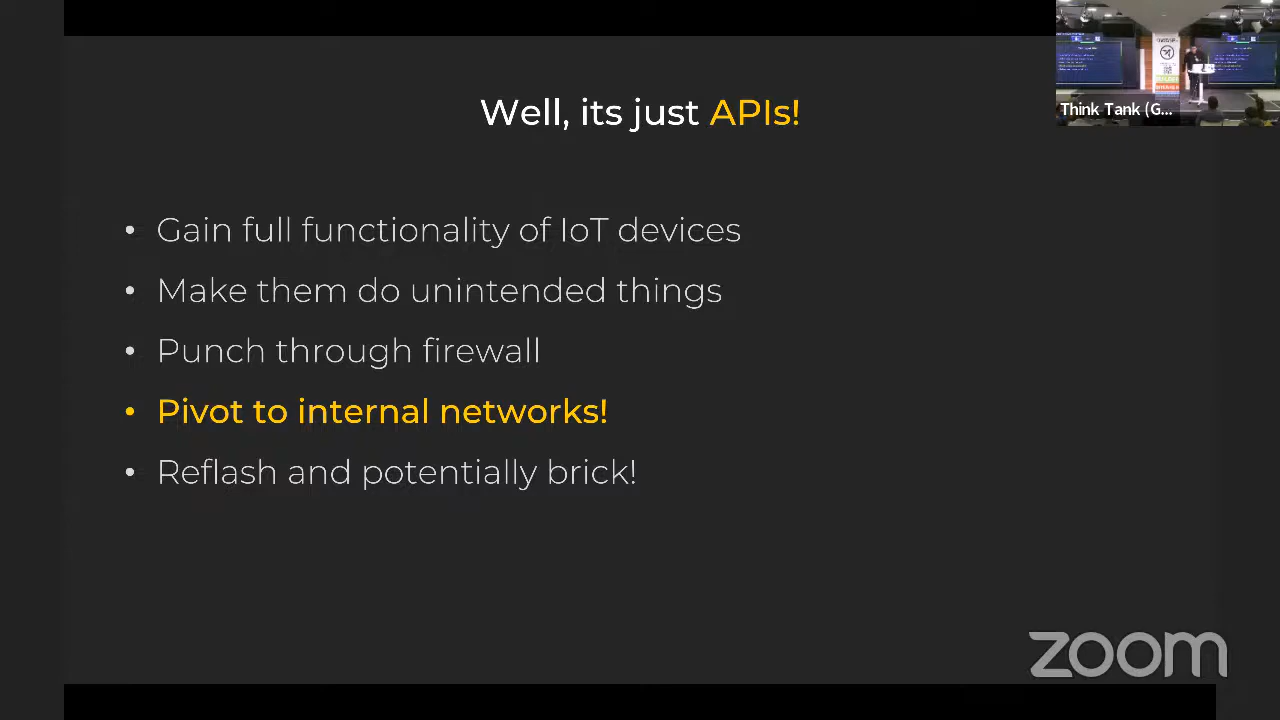 Well, its just APIs!
Think Tank (G...
• Gain full functionality of IoT devices
• Make them do unintended things
• Punch through firewall
• Pivot to internal networks!
• Reflash and potentially brick!
zoom